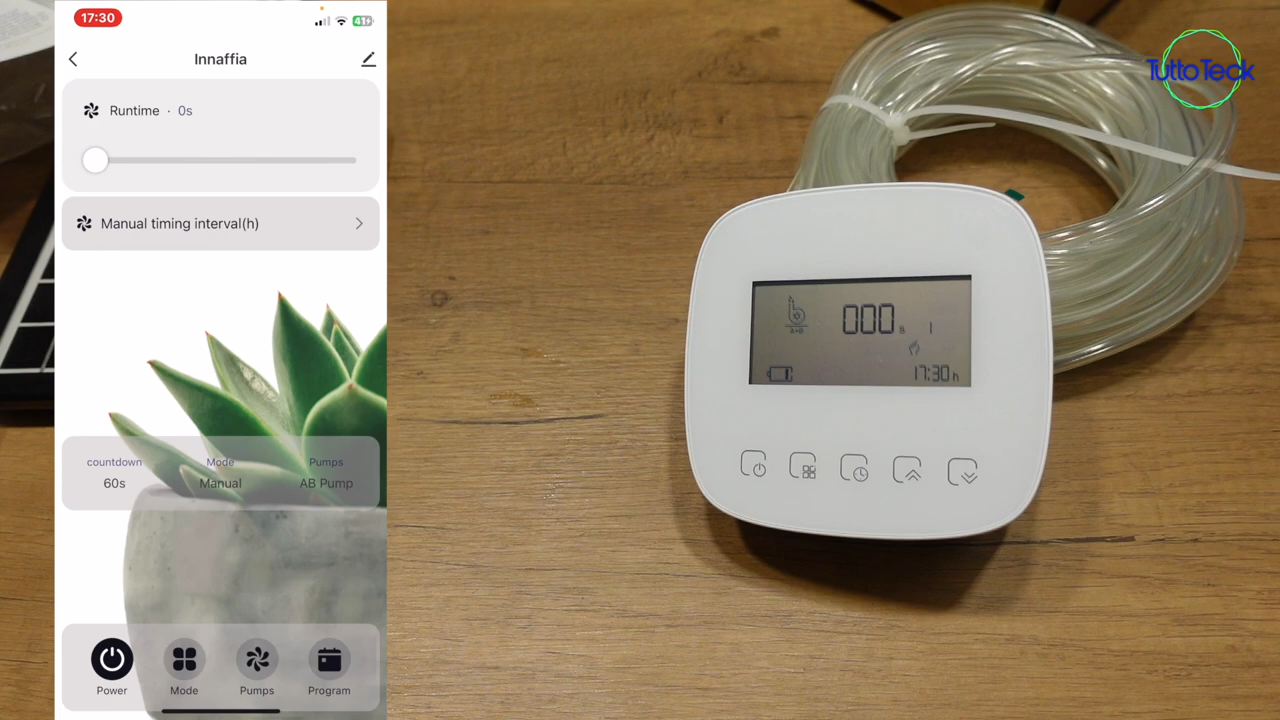 17:30
41
Innaffia
Runtime · 0s
Manual timing interval(h)
countdown Mode Pumps
60s Manual AB Pump
Power Mode Pumps Program
TuttoTeck
000 s
A+B
17:30 h